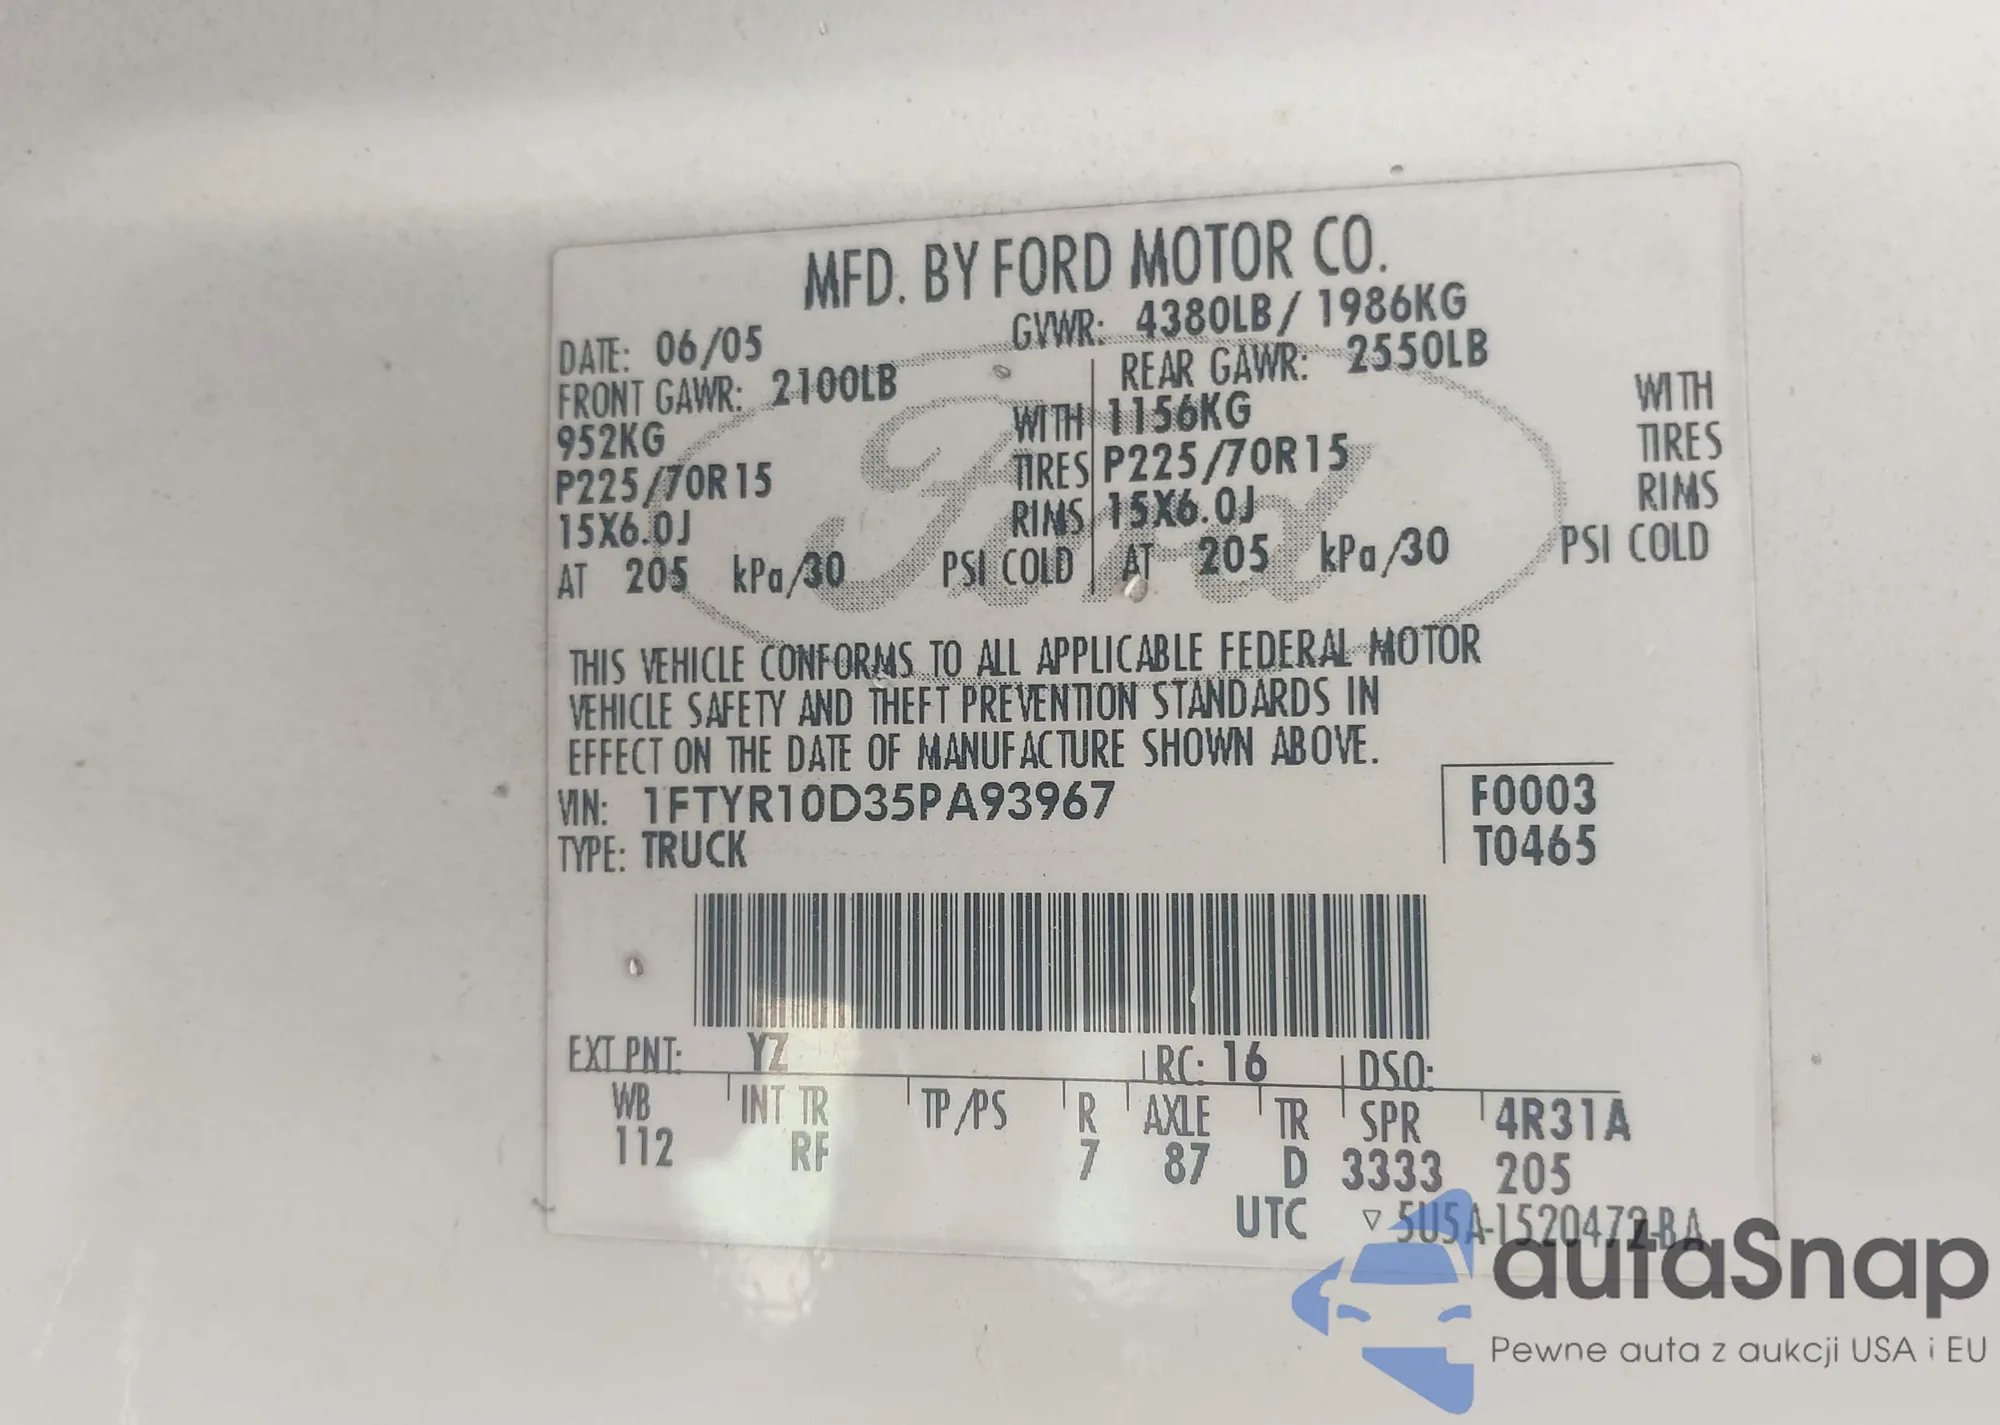 MFD. BY FORD MOTOR CO.
DATE: 06/05 GVWR: 4380LB / 1986KG
FRONT GAWR: 2100LB REAR GAWR: 2550LB
952KG WITH 1156KG WITH
P225/70R15 TIRES P225/70R15 TIRES
15X6.0J RIMS 15X6.0J RIMS
AT 205 kPa/30 PSI COLD AT 205 kPa/30 PSI COLD
Ford
THIS VEHICLE CONFORMS TO ALL APPLICABLE FEDERAL MOTOR
VEHICLE SAFETY AND THEFT PREVENTION STANDARDS IN
EFFECT ON THE DATE OF MANUFACTURE SHOWN ABOVE.
VIN: 1FTYR10D35PA93967 F0003
TYPE: TRUCK T0465
EXT PNT: YZ RC: 16 DSO:
WB INT TR TP/PS R AXLE TR SPR 4R31A
112 RF 7 87 D 3333 205
UTC ▽ 5U5A-1520472-BA
autaSnap
Pewne auta z aukcji USA i EU